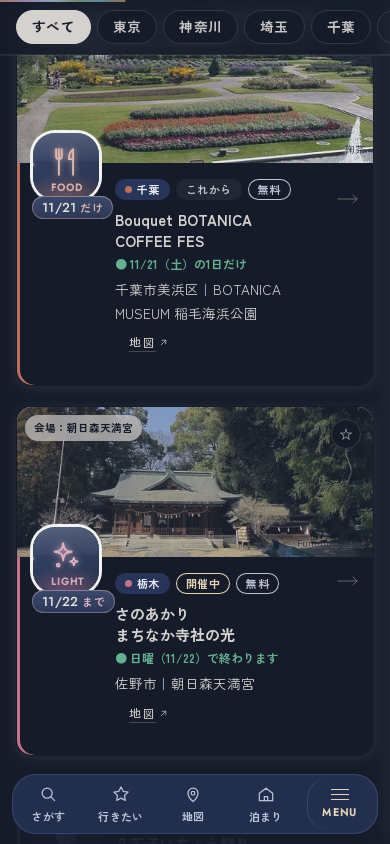 すべて
東京
神奈川
埼玉
千葉
FOOD
11/21 だけ
千葉
これから
無料
→
Bouquet BOTANICA
COFFEE FES
11/21（土）の1日だけ
千葉市美浜区｜BOTANICA
MUSEUM 稲毛海浜公園
地図 ↗
会場：朝日森天満宮
☆
LIGHT
11/22 まで
栃木
開催中
無料
→
さのあかり
まちなか寺社の光
日曜（11/22）で終わります
佐野市｜朝日森天満宮
地図 ↗
さがす
行きたい
地図
泊まり
MENU